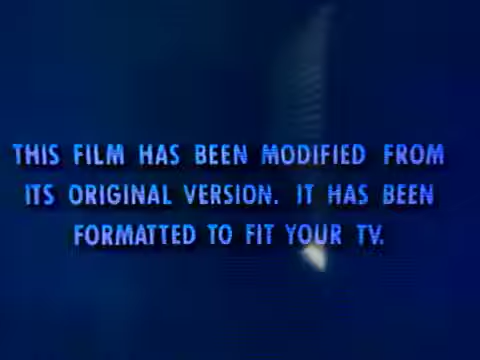 THIS FILM HAS BEEN MODIFIED FROM
ITS ORIGINAL VERSION. IT HAS BEEN
FORMATTED TO FIT YOUR TV.